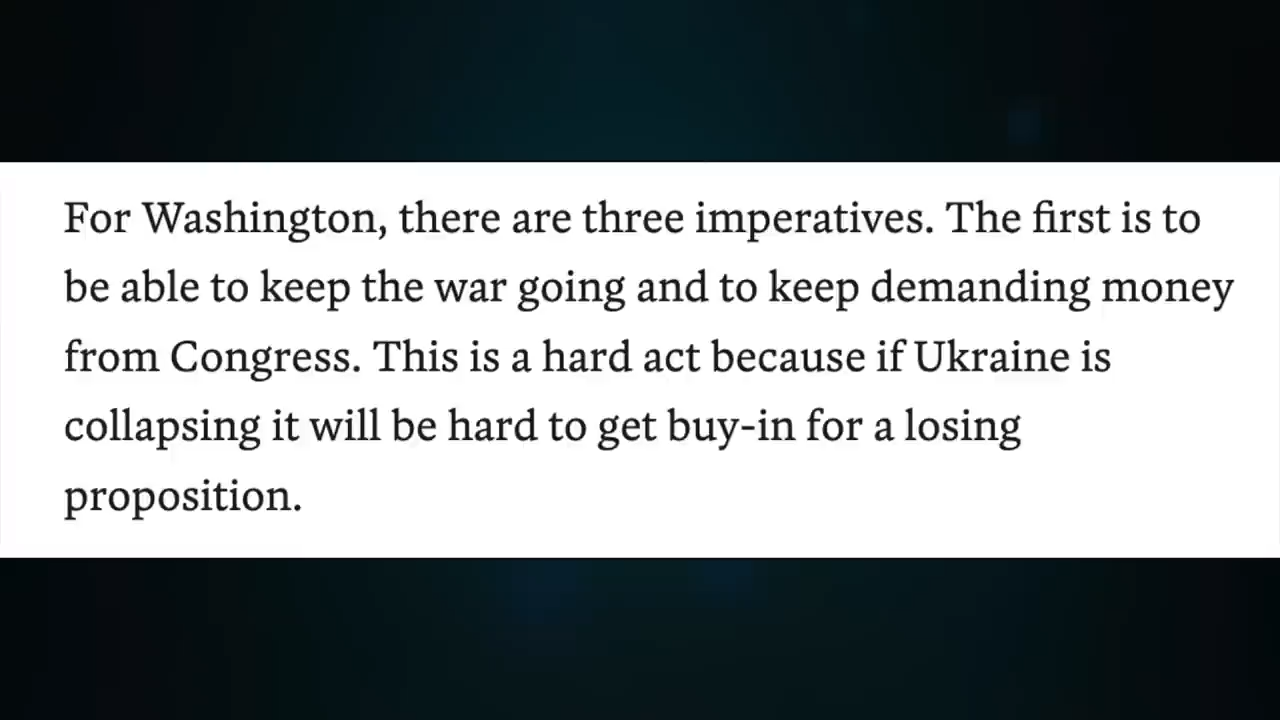 For Washington, there are three imperatives. The first is to
be able to keep the war going and to keep demanding money
from Congress. This is a hard act because if Ukraine is
collapsing it will be hard to get buy-in for a losing
proposition.